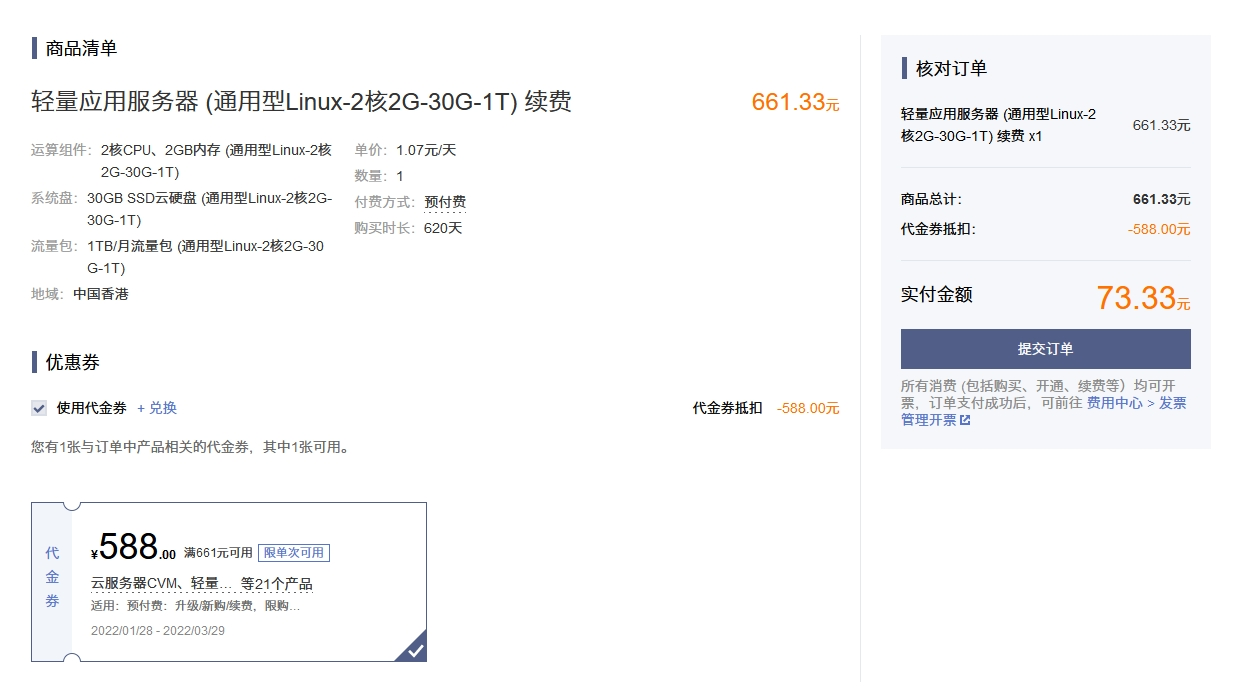 商品清单
轻量应用服务器 (通用型Linux-2核2G-30G-1T) 续费
661.33元
运算组件: 2核CPU、2GB内存 (通用型Linux-2核
2G-30G-1T)
系统盘: 30GB SSD云硬盘 (通用型Linux-2核2G-
30G-1T)
流量包: 1TB/月流量包 (通用型Linux-2核2G-30
G-1T)
地域: 中国香港
单价: 1.07元/天
数量: 1
付费方式: 预付费
购买时长: 620天
优惠券
使用代金券 + 兑换
代金券抵扣 -588.00元
您有1张与订单中产品相关的代金券，其中1张可用。
代
金
券
¥588.00 满661元可用 限单次可用
云服务器CVM、轻量... 等21个产品
适用: 预付费: 升级/新购/续费，限购...
2022/01/28 - 2022/03/29
核对订单
轻量应用服务器 (通用型Linux-2
核2G-30G-1T) 续费 x1
661.33元
商品总计: 661.33元
代金券抵扣: -588.00元
实付金额 73.33元
提交订单
所有消费 (包括购买、开通、续费等）均可开
票，订单支付成功后，可前往 费用中心 > 发票
管理开票